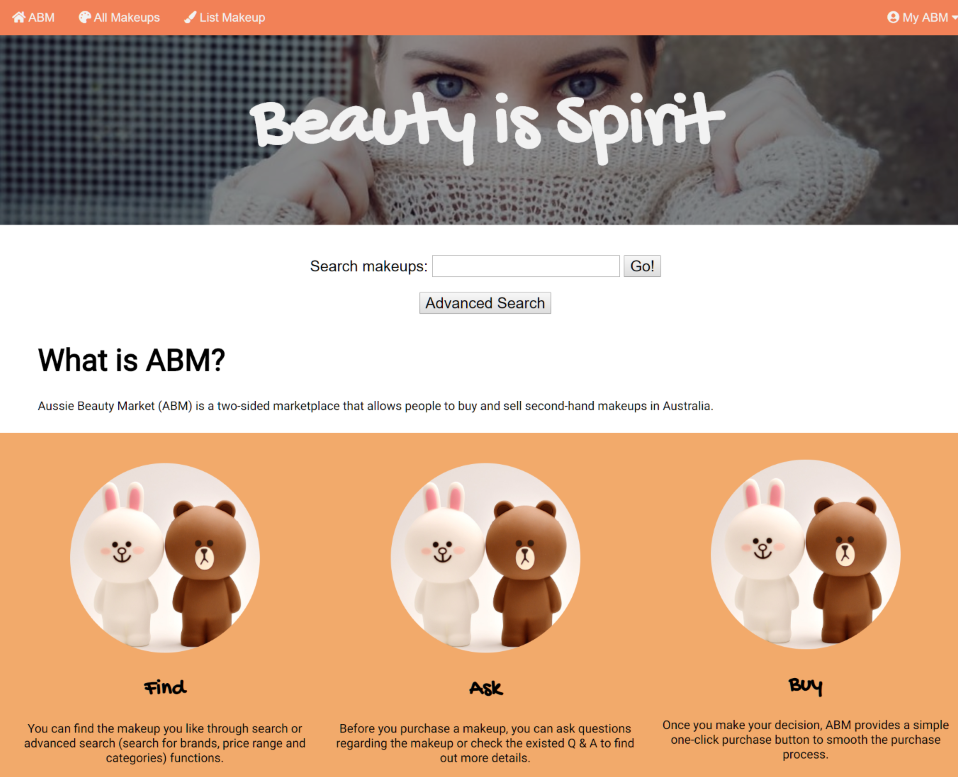 ABM All Makeups List Makeup My ABM
Beauty is Spirit
Search makeups: Go!
Advanced Search
What is ABM?
Aussie Beauty Market (ABM) is a two-sided marketplace that allows people to buy and sell second-hand makeups in Australia.
Find
You can find the makeup you like through search or
advanced search (search for brands, price range and
categories) functions.
Ask
Before you purchase a makeup, you can ask questions
regarding the makeup or check the existed Q & A to find
out more details.
Buy
Once you make your decision, ABM provides a simple
one-click purchase button to smooth the purchase
process.